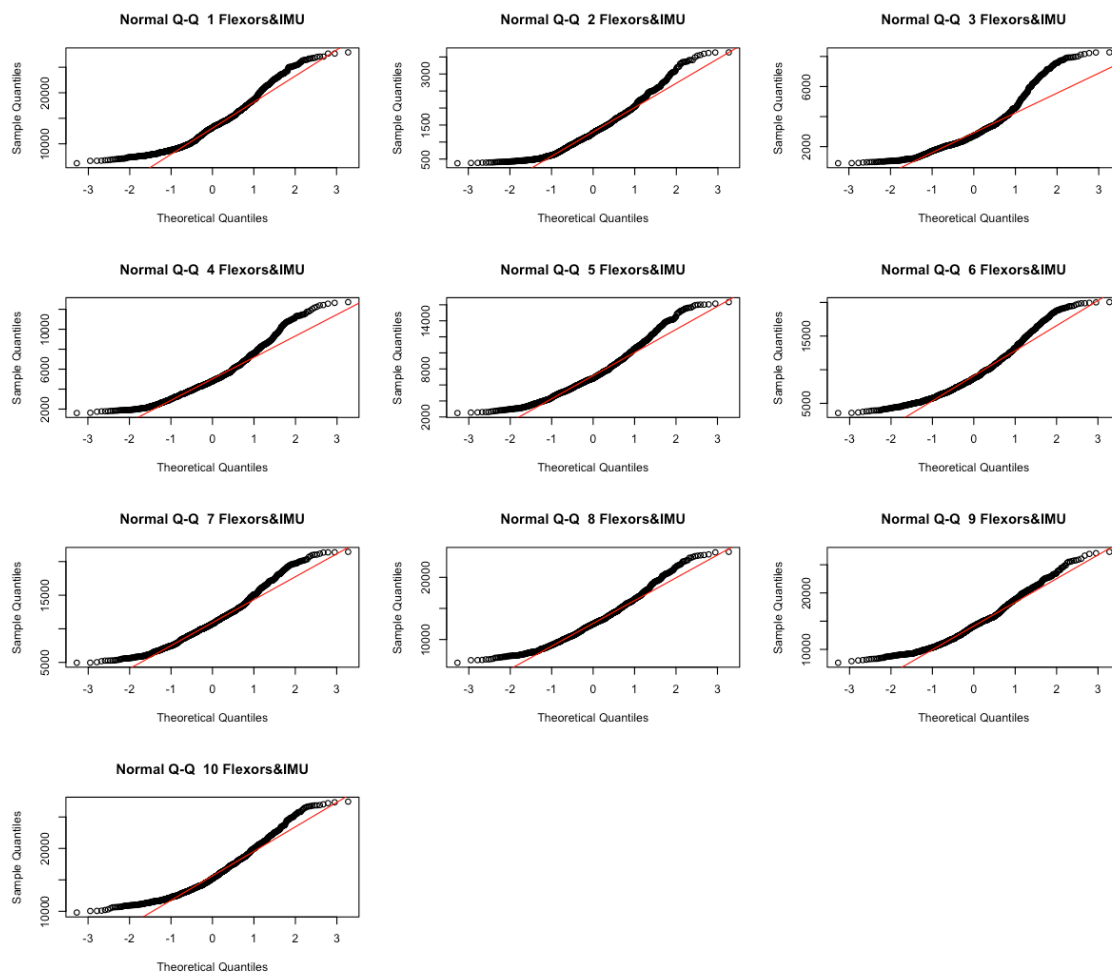 Normal Q-Q 1 Flexors&IMU
Sample Quantiles
10000 20000
-3 -2 -1 0 1 2 3
Theoretical Quantiles
Normal Q-Q 2 Flexors&IMU
Sample Quantiles
500 1500 3000
-3 -2 -1 0 1 2 3
Theoretical Quantiles
Normal Q-Q 3 Flexors&IMU
Sample Quantiles
2000 6000
-3 -2 -1 0 1 2 3
Theoretical Quantiles
Normal Q-Q 4 Flexors&IMU
Sample Quantiles
2000 6000 10000
-3 -2 -1 0 1 2 3
Theoretical Quantiles
Normal Q-Q 5 Flexors&IMU
Sample Quantiles
2000 8000 14000
-3 -2 -1 0 1 2 3
Theoretical Quantiles
Normal Q-Q 6 Flexors&IMU
Sample Quantiles
5000 15000
-3 -2 -1 0 1 2 3
Theoretical Quantiles
Normal Q-Q 7 Flexors&IMU
Sample Quantiles
5000 15000
-3 -2 -1 0 1 2 3
Theoretical Quantiles
Normal Q-Q 8 Flexors&IMU
Sample Quantiles
10000 20000
-3 -2 -1 0 1 2 3
Theoretical Quantiles
Normal Q-Q 9 Flexors&IMU
Sample Quantiles
10000 20000
-3 -2 -1 0 1 2 3
Theoretical Quantiles
Normal Q-Q 10 Flexors&IMU
Sample Quantiles
10000 20000
-3 -2 -1 0 1 2 3
Theoretical Quantiles